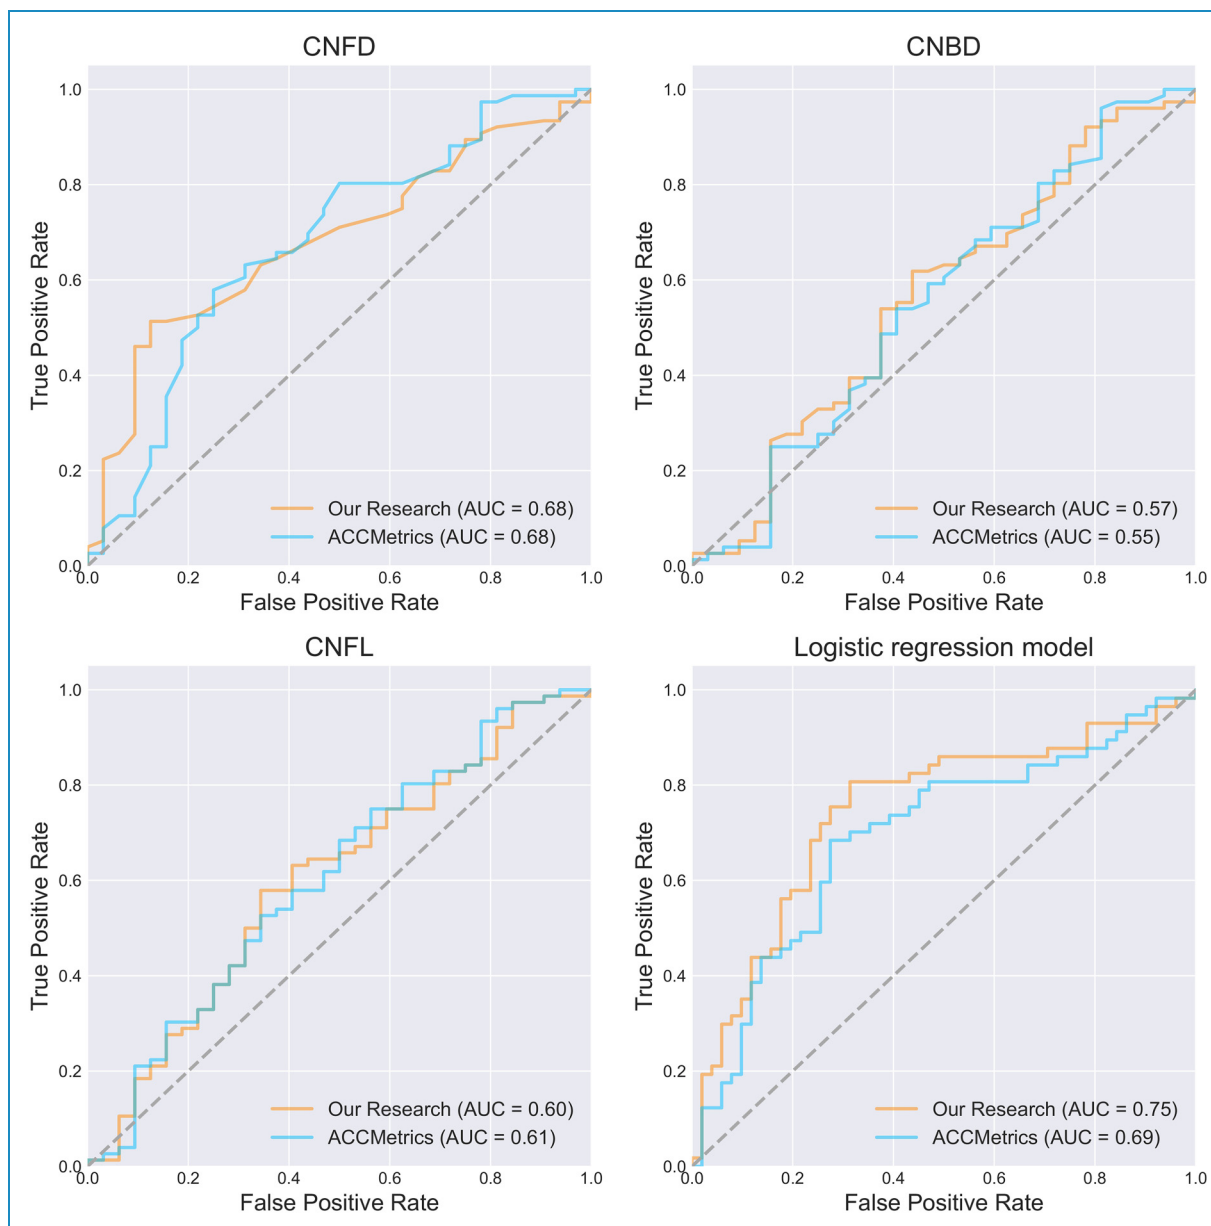 CNFD
1.0
0.8
0.6
0.4
0.2
0.0
True Positive Rate
Our Research (AUC = 0.68)
ACCMetrics (AUC = 0.68)
0.0 0.2 0.4 0.6 0.8 1.0
False Positive Rate
CNBD
1.0
0.8
0.6
0.4
0.2
0.0
True Positive Rate
Our Research (AUC = 0.57)
ACCMetrics (AUC = 0.55)
0.0 0.2 0.4 0.6 0.8 1.0
False Positive Rate
CNFL
1.0
0.8
0.6
0.4
0.2
0.0
True Positive Rate
Our Research (AUC = 0.60)
ACCMetrics (AUC = 0.61)
0.0 0.2 0.4 0.6 0.8 1.0
False Positive Rate
Logistic regression model
1.0
0.8
0.6
0.4
0.2
0.0
True Positive Rate
Our Research (AUC = 0.75)
ACCMetrics (AUC = 0.69)
0.0 0.2 0.4 0.6 0.8 1.0
False Positive Rate